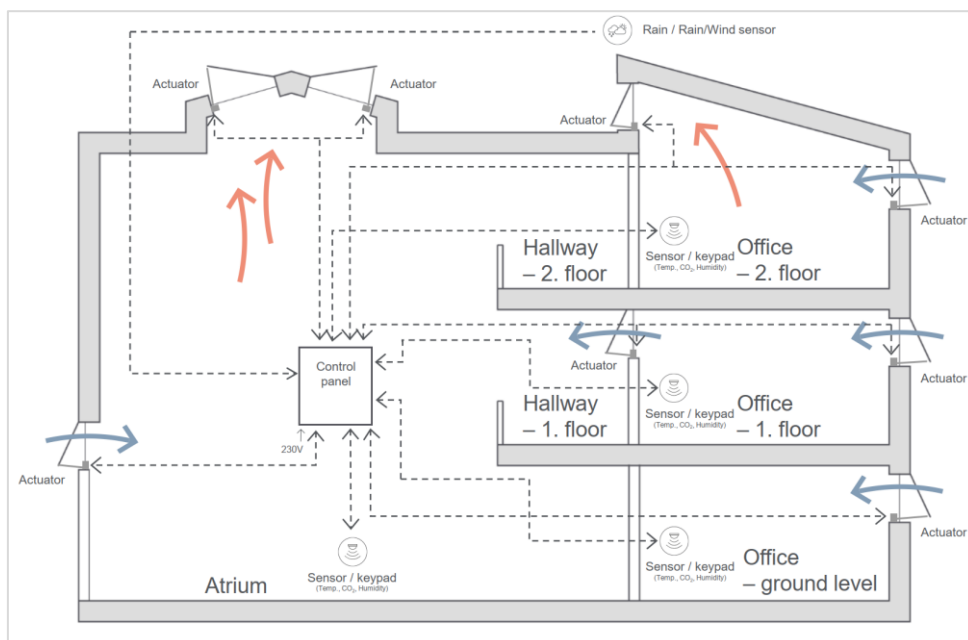 Rain / Rain/Wind sensor
Actuator
Actuator
Actuator
Actuator
Hallway
– 2. floor
Sensor / keypad
(Temp., CO₂, Humidity)
Office
– 2. floor
Control
panel
230V
Actuator
Actuator
Hallway
– 1. floor
Sensor / keypad
(Temp., CO₂, Humidity)
Office
– 1. floor
Actuator
Actuator
Atrium
Sensor / keypad
(Temp., CO₂, Humidity)
Sensor / keypad
(Temp., CO₂, Humidity)
Office
– ground level